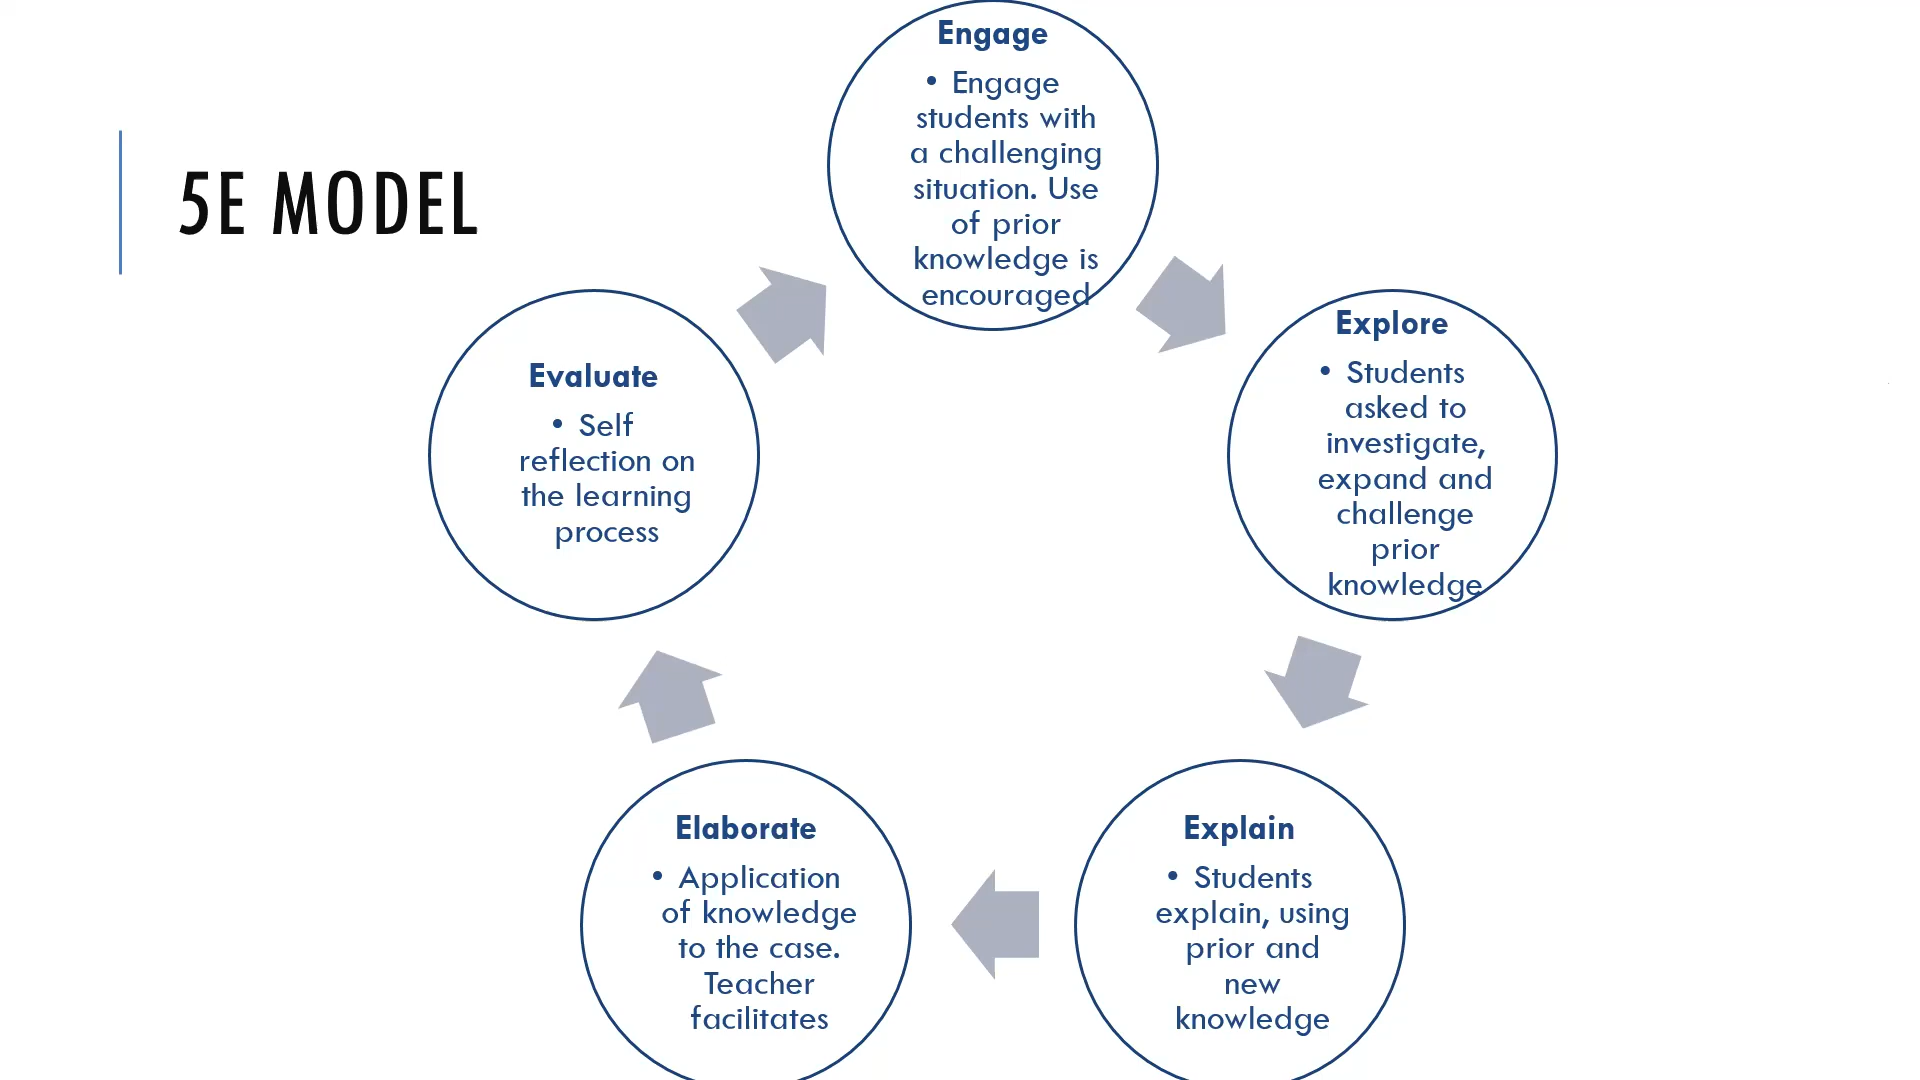 5E MODEL
Engage
• Engage
students with
a challenging
situation. Use
of prior
knowledge is
encouraged
Explore
• Students
asked to
investigate,
expand and
challenge
prior
knowledge
Explain
• Students
explain, using
prior and
new
knowledge
Elaborate
• Application
of knowledge
to the case.
Teacher
facilitates
Evaluate
• Self
reflection on
the learning
process